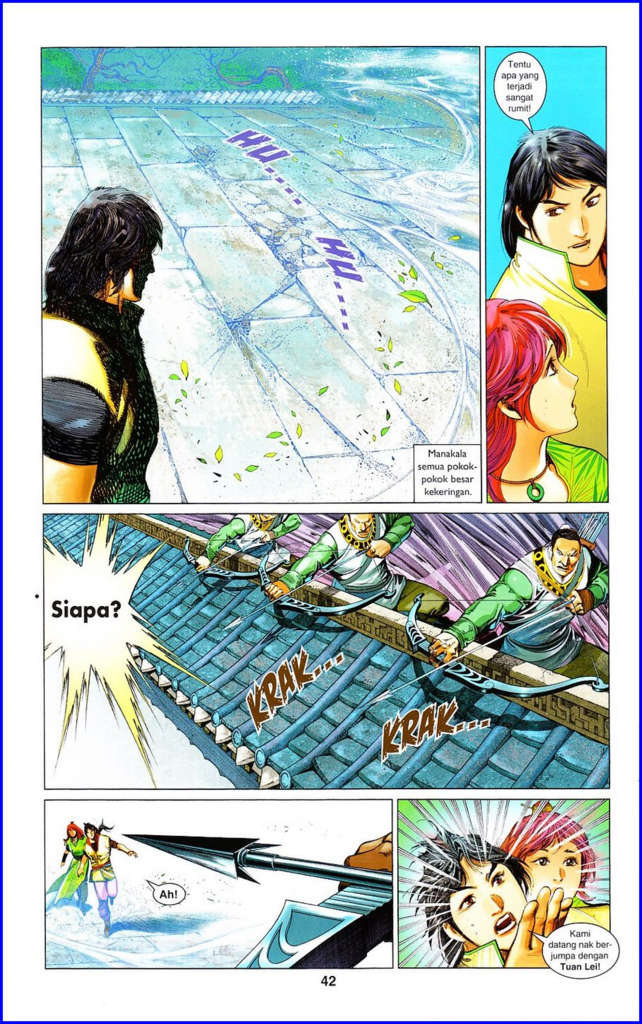 HU.....
HU.....
Manakala
semua pokok-
pokok besar
kekeringan.
Tentu
apa yang
terjadi
sangat
rumit!
Siapa?
KRAK...
KRAK...
Ah!
Kami
datang nak ber-
jumpa dengan
Tuan Lei!
42